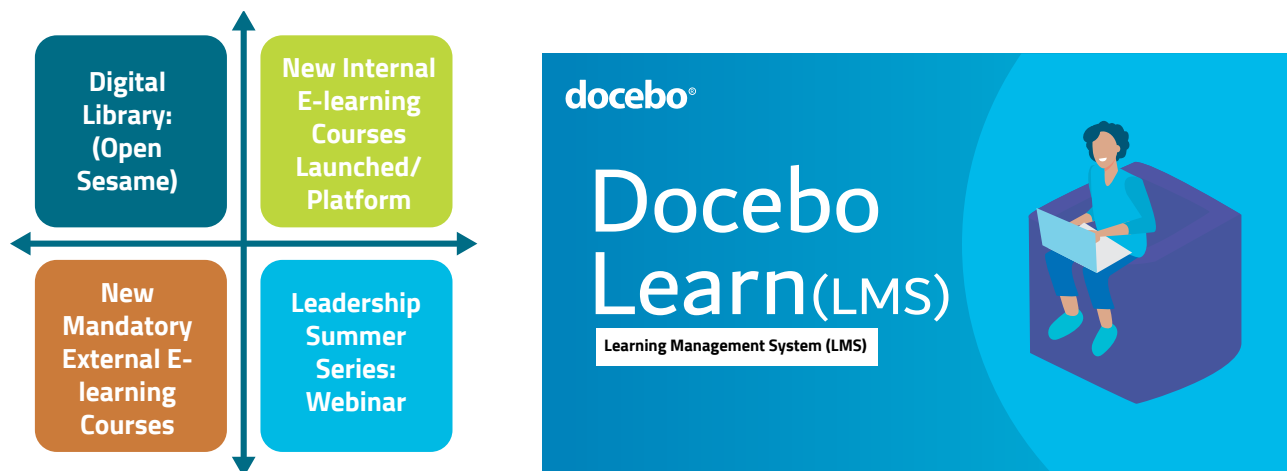 Digital
Library:
(Open
Sesame)
New Internal
E-learning
Courses
Launched/
Platform
New
Mandatory
External E-
learning
Courses
Leadership
Summer
Series:
Webinar
docebo®
Docebo
Learn(LMS)
Learning Management System (LMS)